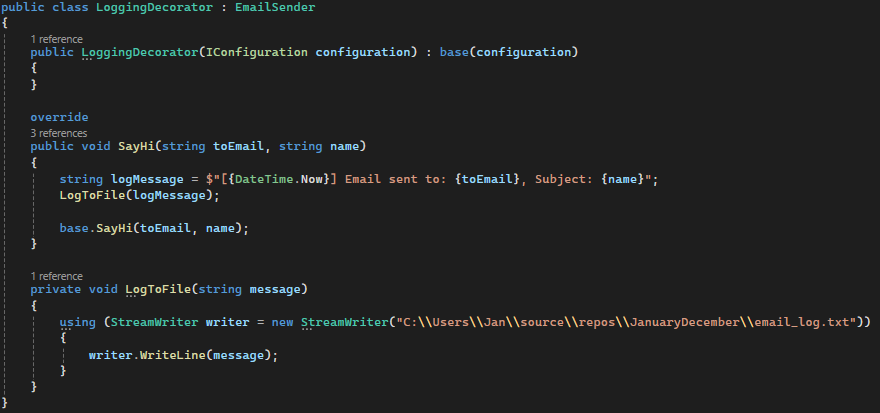 public class LoggingDecorator : EmailSender
{
1 reference
public LoggingDecorator(IConfiguration configuration) : base(configuration)
{
}
override
3 references
public void SayHi(string toEmail, string name)
{
string logMessage = $"[{DateTime.Now}] Email sent to: {toEmail}, Subject: {name}";
LogToFile(logMessage);
base.SayHi(toEmail, name);
}
1 reference
private void LogToFile(string message)
{
using (StreamWriter writer = new StreamWriter("C:\\Users\\Jan\\source\\repos\\JanuaryDecember\\email_log.txt"))
{
writer.WriteLine(message);
}
}
}